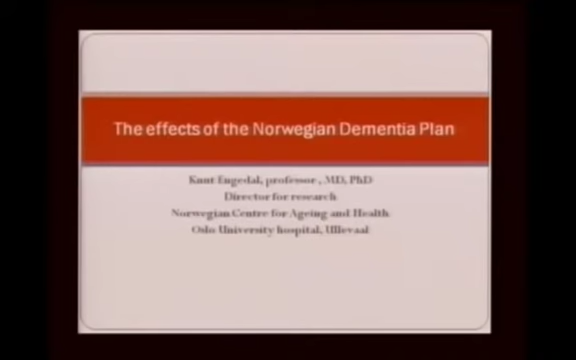 The effects of the Norwegian Dementia Plan
Knut Engedal, professor , MD, PhD
Director for research
Norwegian Centre for Ageing and Health
Oslo University hospital, Ullevaal